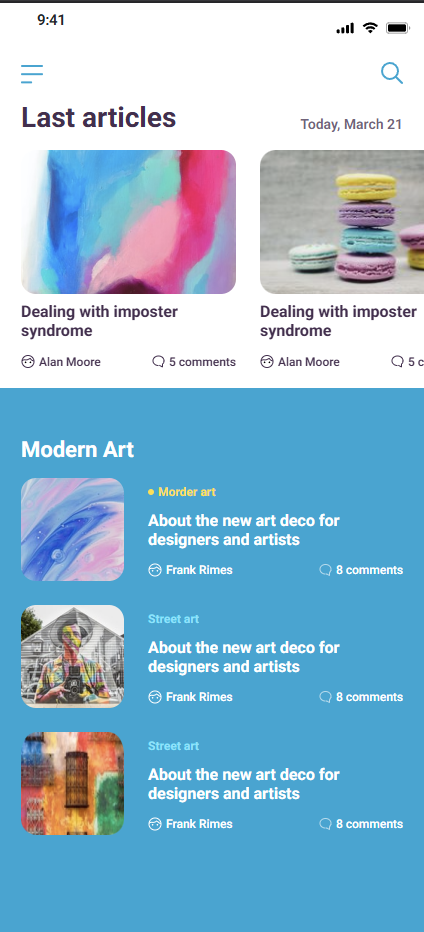 9:41
Last articles
Today, March 21
Dealing with imposter
syndrome
Alan Moore
5 comments
Dealing with imposter
syndrome
Alan Moore
5 c
Modern Art
Morder art
About the new art deco for
designers and artists
Frank Rimes
8 comments
Street art
About the new art deco for
designers and artists
Frank Rimes
8 comments
Street art
About the new art deco for
designers and artists
Frank Rimes
8 comments